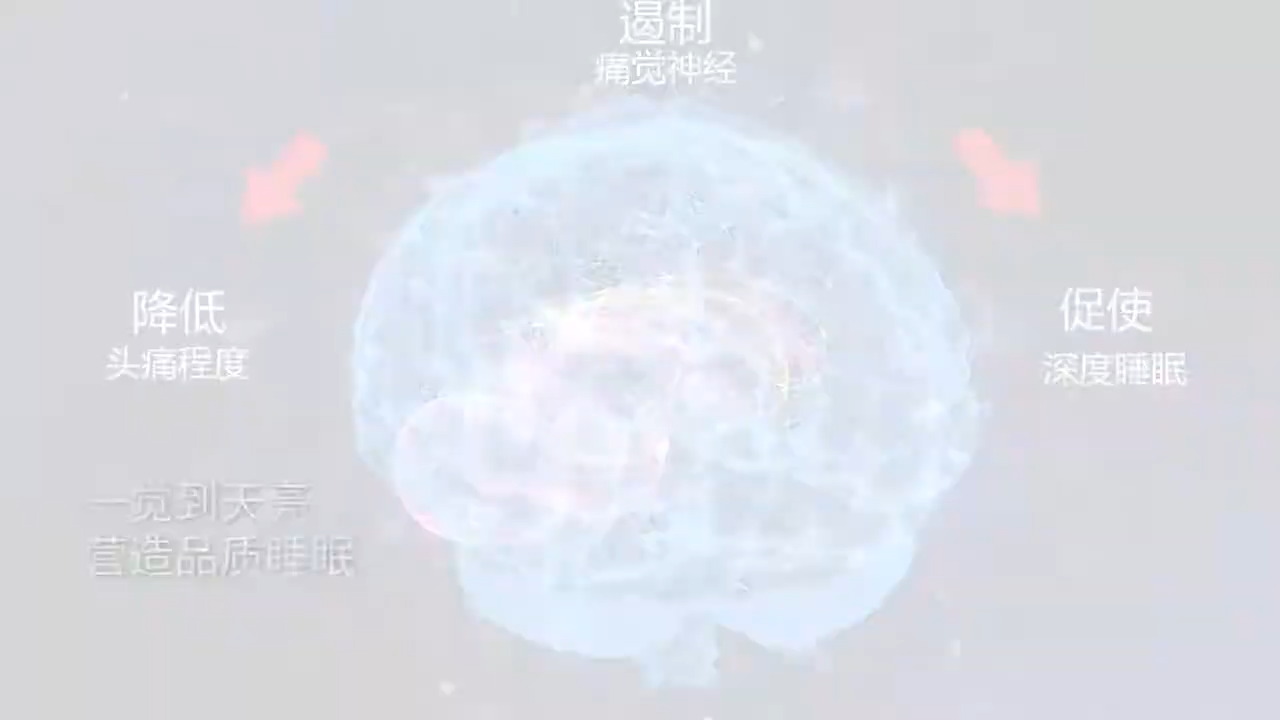 遏制
痛觉神经
降低
头痛程度
促使
深度睡眠
一觉到天亮
营造品质睡眠